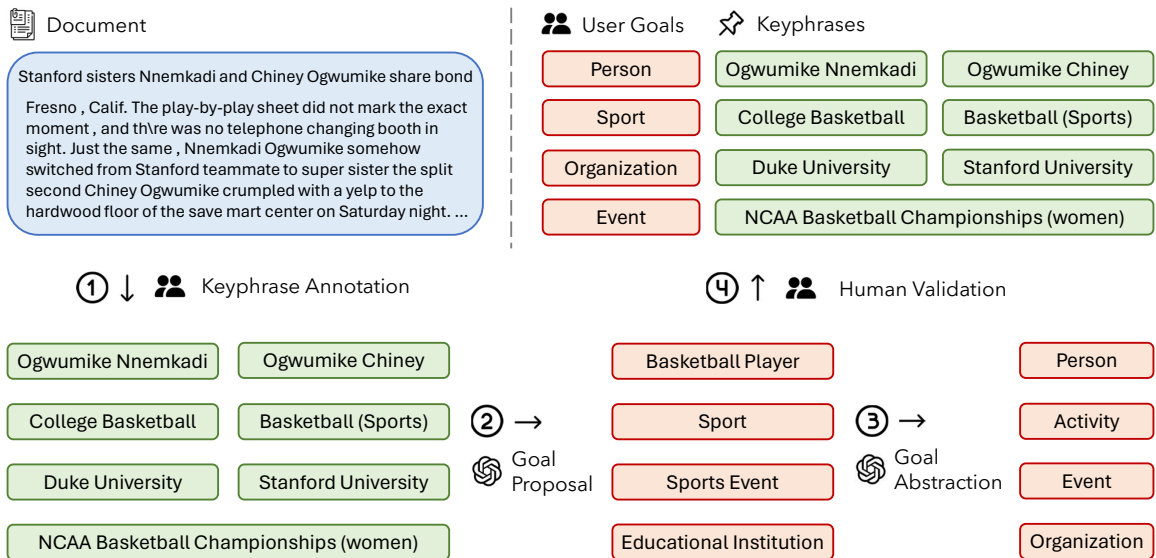 Document
Stanford sisters Nnemkadi and Chiney Ogwumike share bond
Fresno , Calif. The play-by-play sheet did not mark the exact
moment , and th\re was no telephone changing booth in
sight. Just the same , Nnemkadi Ogwumike somehow
switched from Stanford teammate to super sister the split
second Chiney Ogwumike crumpled with a yelp to the
hardwood floor of the save mart center on Saturday night. ...
User Goals
Keyphrases
Person
Ogwumike Nnemkadi
Ogwumike Chiney
Sport
College Basketball
Basketball (Sports)
Organization
Duke University
Stanford University
Event
NCAA Basketball Championships (women)
1 ↓ Keyphrase Annotation
4 ↑ Human Validation
Ogwumike Nnemkadi
Ogwumike Chiney
College Basketball
Basketball (Sports)
Duke University
Stanford University
NCAA Basketball Championships (women)
2 →
Goal
Proposal
Basketball Player
Sport
Sports Event
Educational Institution
3 →
Goal
Abstraction
Person
Activity
Event
Organization